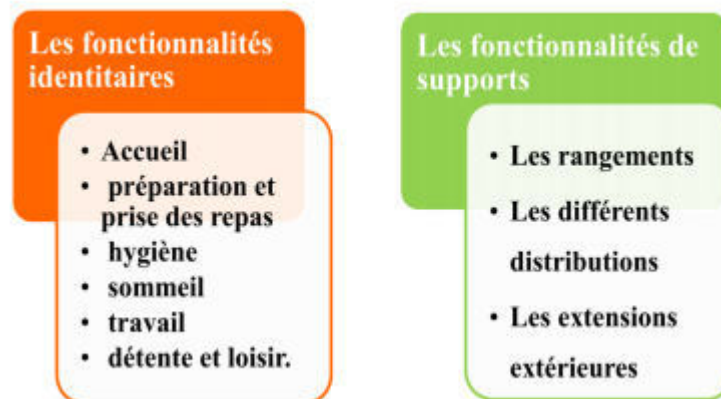 Les fonctionnalités
identitaires
• Accueil
• préparation et
prise des repas
• hygiène
• sommeil
• travail
• détente et loisir.
Les fonctionnalités de
supports
• Les rangements
• Les différents
distributions
• Les extensions
extérieures